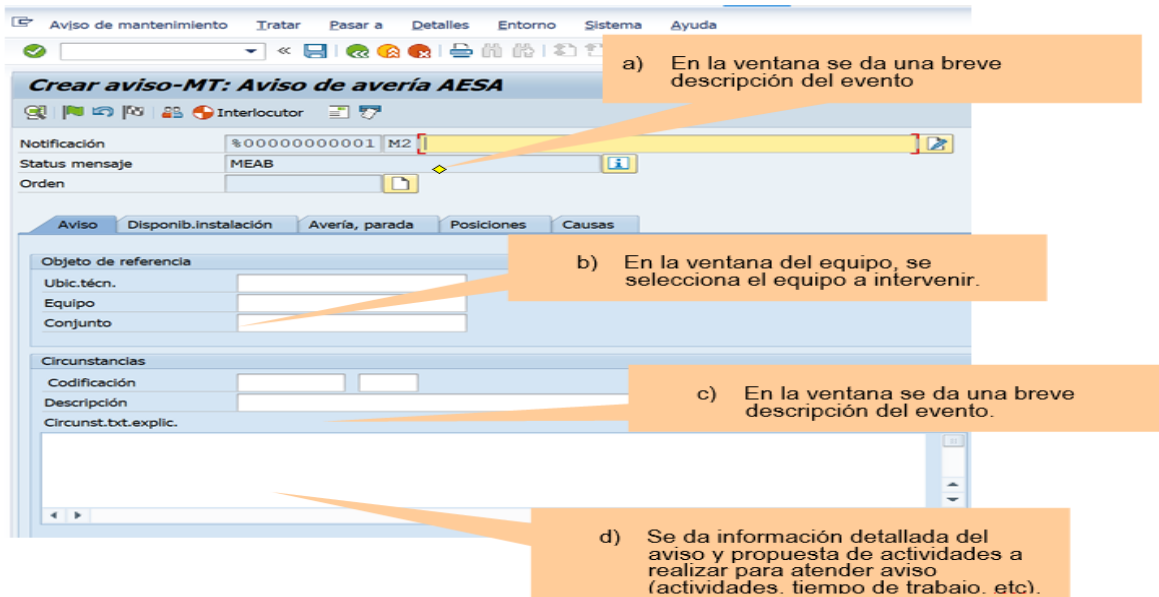 Aviso de mantenimiento Tratar Pasar a Detalles Entorno Sistema Ayuda
a) En la ventana se da una breve
descripción del evento
Crear aviso-MT: Aviso de avería AESA
Interlocutor
Notificación %00000000001 M2
Status mensaje MEAB
Orden
Aviso Disponib.instalación Avería, parada Posiciones Causas
Objeto de referencia
Ubic.técn.
Equipo
Conjunto
b) En la ventana del equipo, se
selecciona el equipo a intervenir.
Circunstancias
Codificación
Descripción
Circunst.txt.explic.
c) En la ventana se da una breve
descripción del evento.
d) Se da información detallada del
aviso y propuesta de actividades a
realizar para atender aviso
(actividades, tiempo de trabajo, etc).